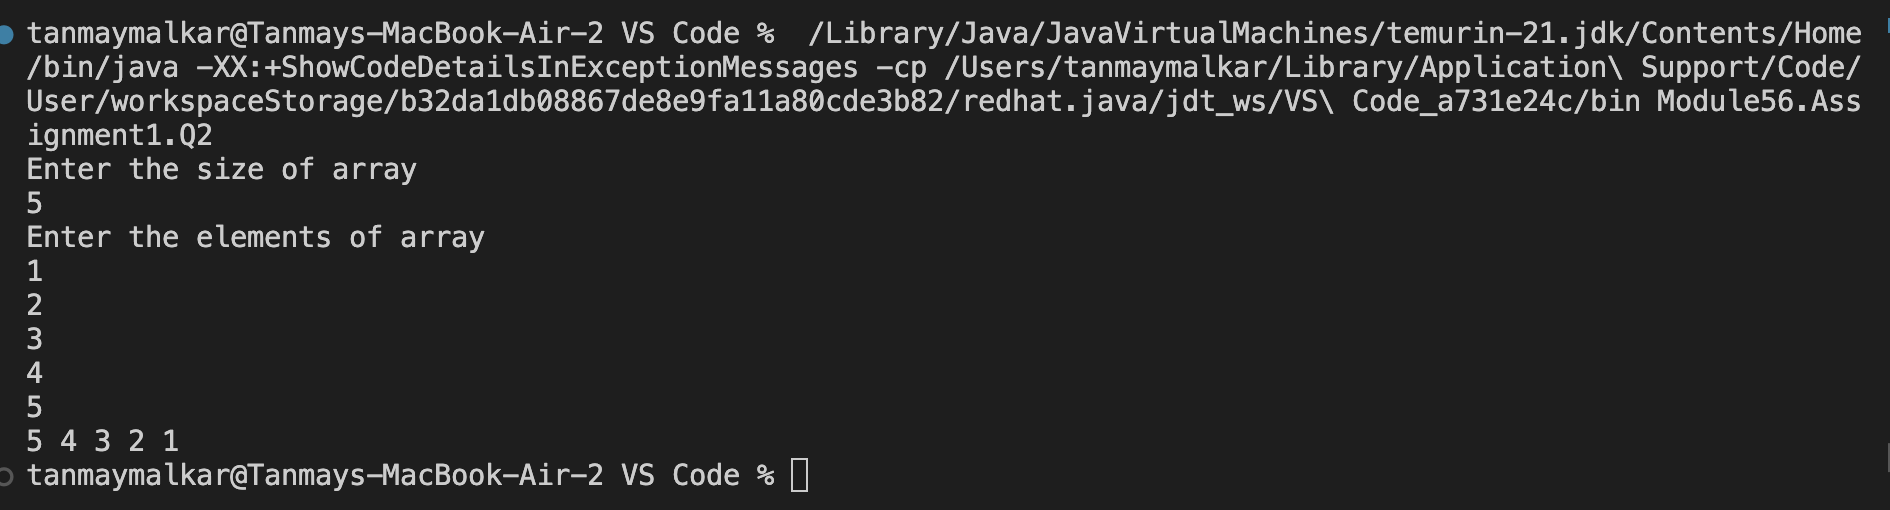 tanmaymalkar@Tanmays-MacBook-Air-2 VS Code %  /Library/Java/JavaVirtualMachines/temurin-21.jdk/Contents/Home
/bin/java -XX:+ShowCodeDetailsInExceptionMessages -cp /Users/tanmaymalkar/Library/Application\ Support/Code/
User/workspaceStorage/b32da1db08867de8e9fa11a80cde3b82/redhat.java/jdt_ws/VS\ Code_a731e24c/bin Module56.Ass
ignment1.Q2
Enter the size of array
5
Enter the elements of array
1
2
3
4
5
5 4 3 2 1
tanmaymalkar@Tanmays-MacBook-Air-2 VS Code %